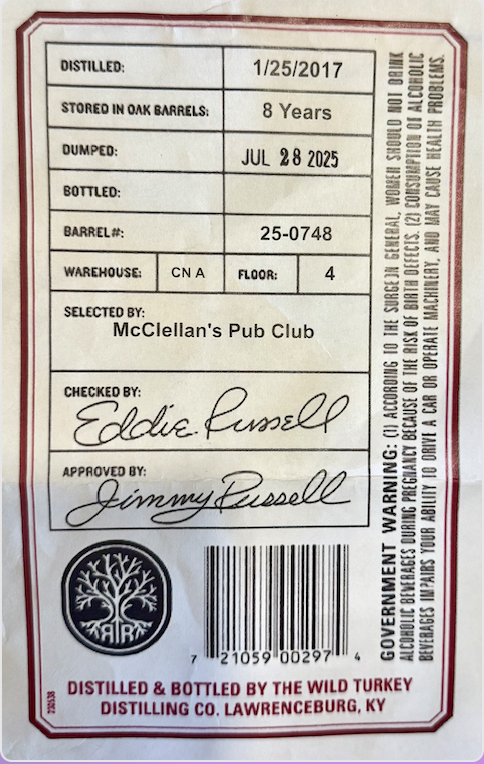 DISTILLED: 1/25/2017
STORED IN OAK BARRELS: 8 Years
DUMPED: JUL 28 2025
BOTTLED:
BARREL#: 25-0748
WAREHOUSE: CN A FLOOR: 4
SELECTED BY:
McClellan's Pub Club
CHECKED BY:
Eddie Russell
APPROVED BY:
Jimmy Russell
RR
7 21059 00297 4
232538
DISTILLED & BOTTLED BY THE WILD TURKEY
DISTILLING CO. LAWRENCEBURG, KY
GOVERNMENT WARNING: (1) ACCORDING TO THE SURGEJN GENERAL, WOMEN SHOULD NOT DRINK
ALCOHOLIC BEVERAGES DURING PREGNANCY BECAUSE OF THE RISK OF BIRTH DEFECTS. (2) CONSUMPTION OF ALCOHOLIC
BEVERAGES IMPAIRS YOUR ABILITY TO DRIVE A CAR OR OPERATE MACHINERY, AND MAY CAUSE HEALTH PROBLEMS.